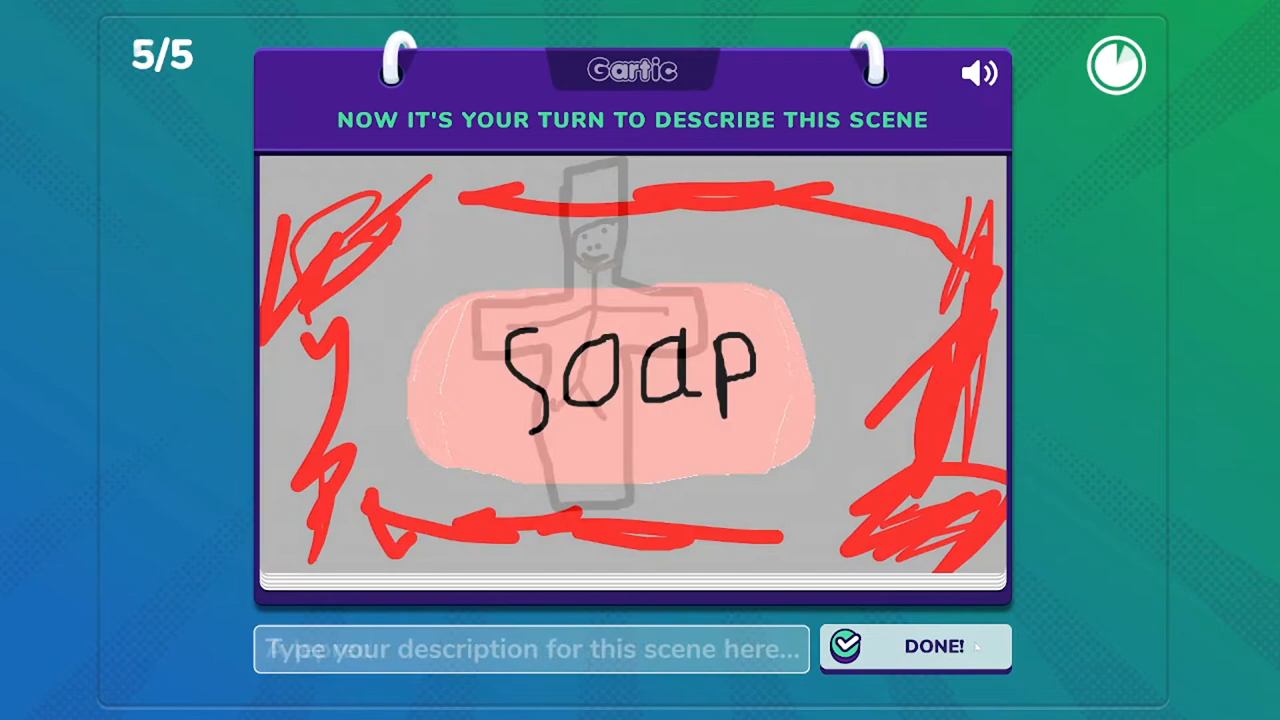 5/5
Gartic
NOW IT'S YOUR TURN TO DESCRIBE THIS SCENE
soap
Type your description for this scene here...
DONE!